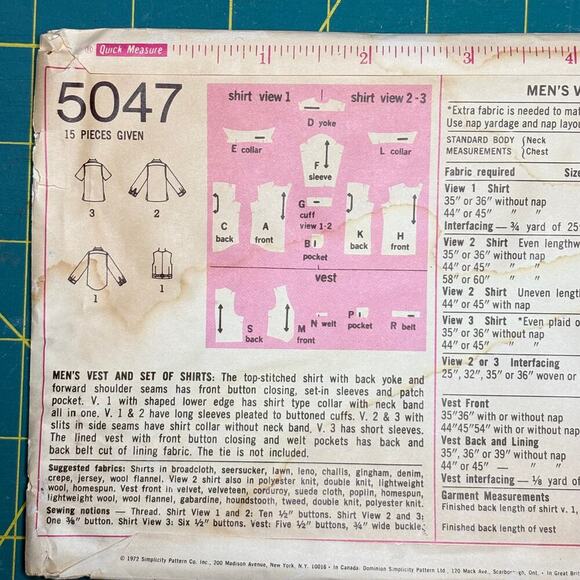 Quick Measure
1 2 3 4
5047
15 PIECES GIVEN
3 2
1 1
shirt view 1 shirt view 2-3
D yoke
E collar L collar
F
sleeve
G
cuff
view 1-2
C
back
A
front
B
pocket
K
back
H
front
vest
S
back
M
front
N welt
P
pocket
R belt
MEN'S VEST AND SET OF SHIRTS: The top-stitched shirt with back yoke and
forward shoulder seams has front button closing, set-in sleeves and patch
pocket. V. 1 with shaped lower edge has shirt type collar with neck band
all in one. V. 1 & 2 have long sleeves pleated to buttoned cuffs. V. 2 & 3 with
slits in side seams have shirt collar without neck band. V. 3 has short sleeves.
The lined vest with front button closing and welt pockets has back and
back belt cut of lining fabric. The tie is not included.
Suggested fabrics: Shirts in broadcloth, seersucker, lawn, leno, challis, gingham, denim,
crepe, jersey, wool flannel. View 2 shirt also in polyester knit, double knit, lightweight
wool, homespun. Vest front in velvet, velveteen, corduroy, suede cloth, poplin, homespun,
lightweight wool, wool flannel, gabardine, houndstooth, tweed, double knit, polyester knit.
Sewing notions — Thread. Shirt View 1 and 2: Ten ½" buttons. Shirt View 2 and 3:
One ⅜" button. Shirt View 3: Six ½" buttons. Vest: Five ½" buttons, ¾" wide buckle.
© 1972 Simplicity Pattern Co. Inc., 200 Madison Avenue, New York, N.Y. 10016 • In Canada: Dominion Simplicity Pattern Ltd., 120 Mack Ave., Scarborough, Ont. • In Great Brit
MEN'S V
*Extra fabric is needed to mat
Use nap yardage and nap layou
STANDARD BODY {Neck
MEASUREMENTS {Chest
Fabric required Size
View 1 Shirt
35" or 36" without nap
44" or 45" " "
Interfacing — ¾ yard of 25"
View 2 Shirt Even lengthw
35" or 36" without nap
44" or 45" " "
58" or 60" " "
View 2 Shirt Uneven length
44" or 45" with nap
View 3 Shirt *Even plaid o
35" or 36" without nap
44" or 45" " "
View 2 or 3 Interfacing
25", 32", 35" or 36" woven or
Vest Front
35"36" with or without nap
44"45"54" with or without nap
Vest Back and Lining
35", 36" or 39" without nap
44" or 45" — " "
Vest interfacing — ⅛ yard of
Garment Measurements
Finished back length of shirt v. 1,
Finished back length of vest